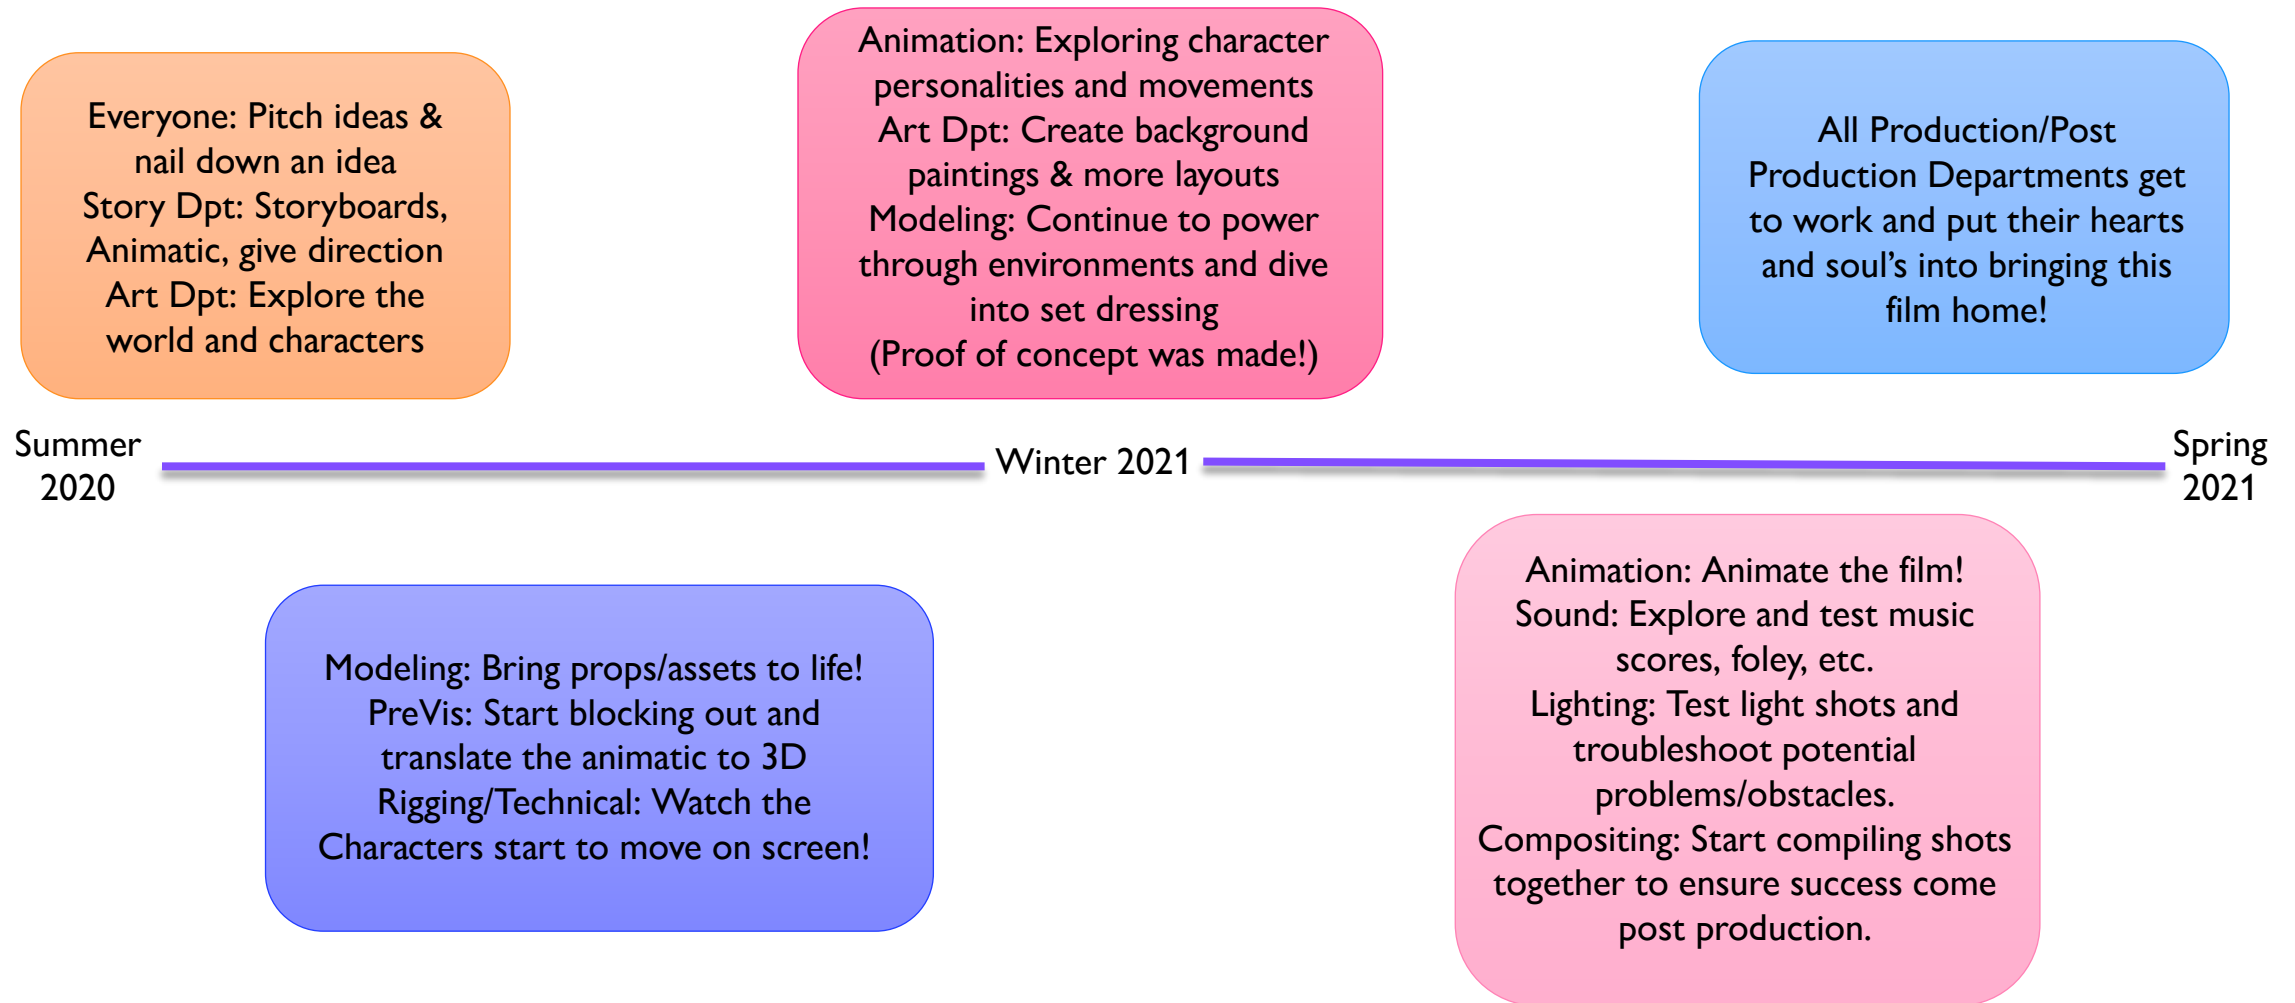 Everyone: Pitch ideas &
nail down an idea
Story Dpt: Storyboards,
Animatic, give direction
Art Dpt: Explore the
world and characters
Animation: Exploring character
personalities and movements
Art Dpt: Create background
paintings & more layouts
Modeling: Continue to power
through environments and dive
into set dressing
(Proof of concept was made!)
All Production/Post
Production Departments get
to work and put their hearts
and soul’s into bringing this
film home!
Summer
2020
Winter 2021
Spring
2021
Modeling: Bring props/assets to life!
PreVis: Start blocking out and
translate the animatic to 3D
Rigging/Technical: Watch the
Characters start to move on screen!
Animation: Animate the film!
Sound: Explore and test music
scores, foley, etc.
Lighting: Test light shots and
troubleshoot potential
problems/obstacles.
Compositing: Start compiling shots
together to ensure success come
post production.